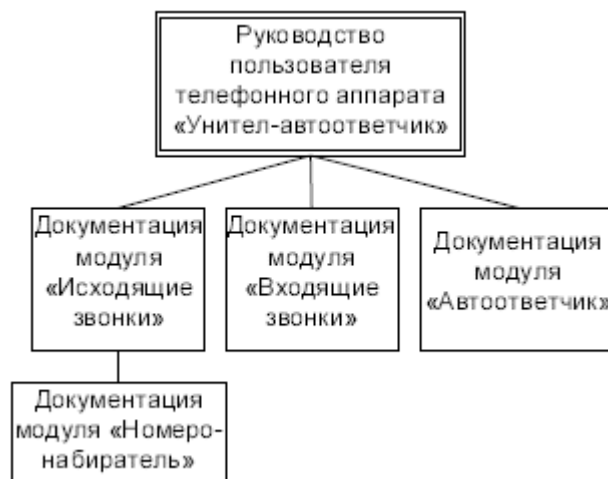 Руководство
пользователя
телефонного аппарата
«Унител-автоответчик»
Документация
модуля
«Исходящие
звонки»
Документация
модуля
«Входящие
звонки»
Документация
модуля
«Автоответчик»
Документация
модуля «Номеро-
набиратель»